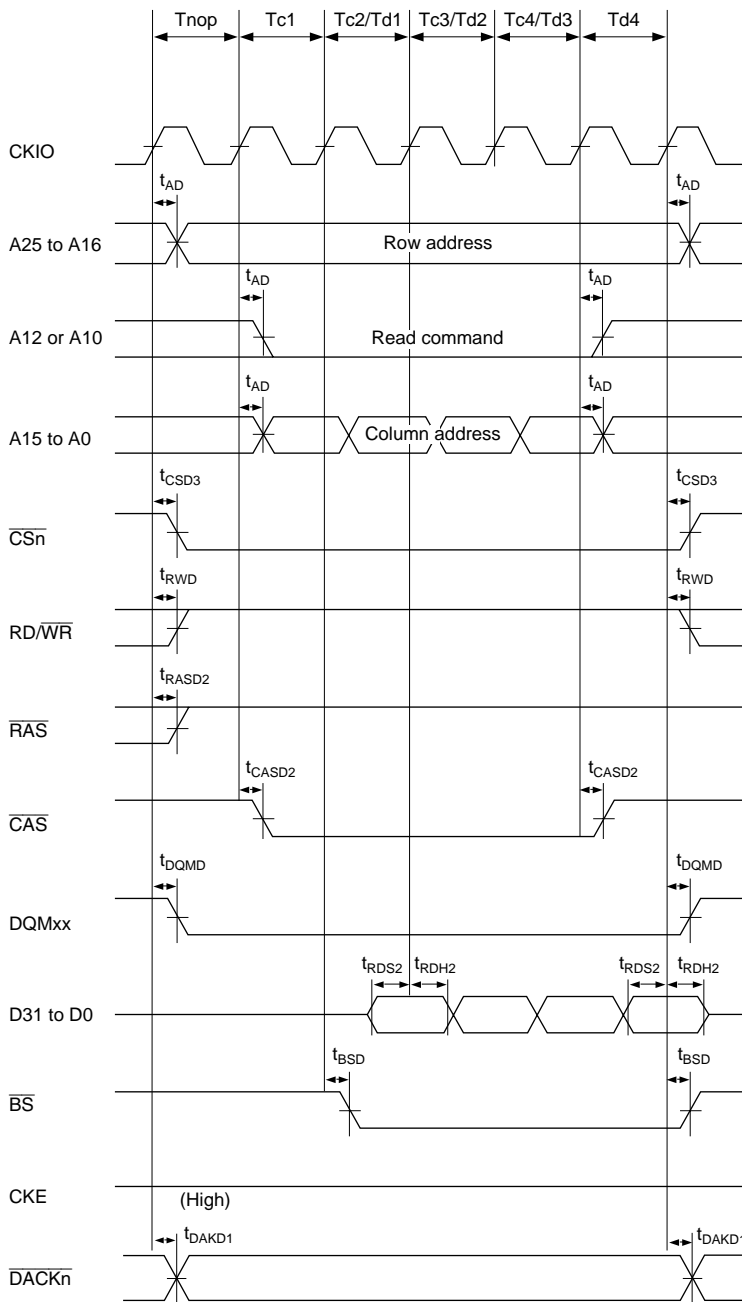 Tnop Tc1 Tc2/Td1 Tc3/Td2 Tc4/Td3 Td4
CKIO
tAD tAD
A25 to A16 Row address
tAD tAD
A12 or A10 Read command
tAD tAD
A15 to A0 Column address
tCSD3 tCSD3
CSn
tRWD tRWD
RD/WR
tRASD2
RAS
tCASD2 tCASD2
CAS
tDQMD tDQMD
DQMxx
tRDS2 tRDH2 tRDS2 tRDH2
D31 to D0
tBSD tBSD
BS
CKE (High)
tDAKD1 tDAKD1
DACKn